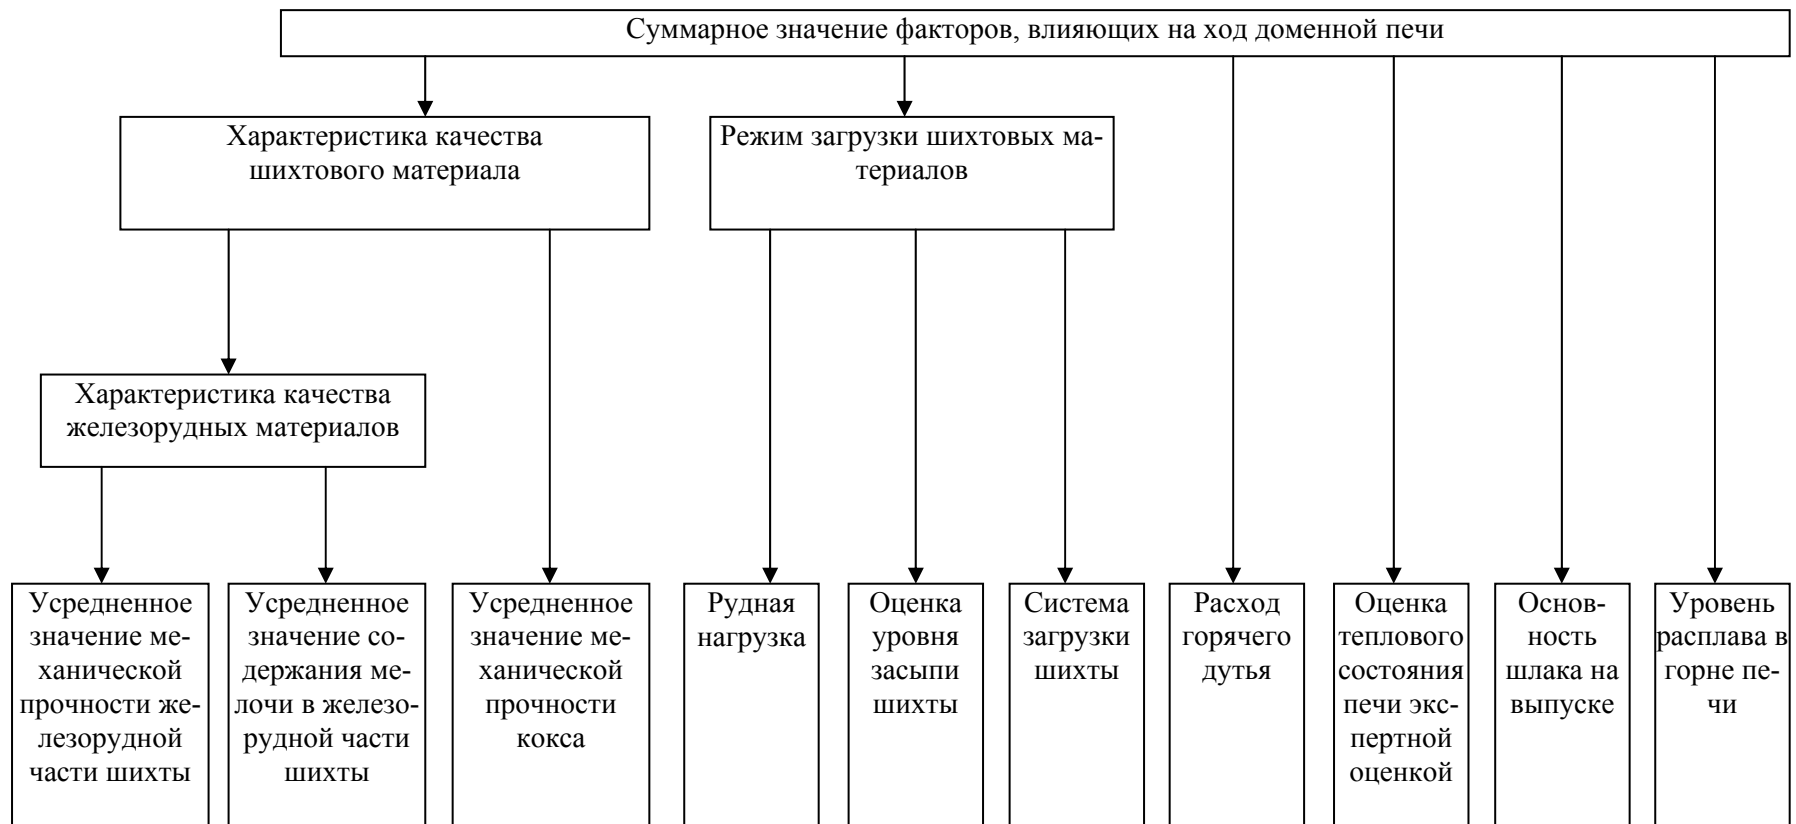 Суммарное значение факторов, влияющих на ход доменной печи
Характеристика качества
шихтового материала
Режим загрузки шихтовых ма-
териалов
Характеристика качества
железорудных материалов
Усредненное
значение ме-
ханической
прочности же-
лезорудной
части шихты
Усредненное
значение со-
держания ме-
лочи в железо-
рудной части
шихты
Усредненное
значение ме-
ханической
прочности
кокса
Рудная
нагрузка
Оценка
уровня
засыпи
шихты
Система
загрузки
шихты
Расход
горячего
дутья
Оценка
теплового
состояния
печи экс-
пертной
оценкой
Основ-
ность
шлака на
выпуске
Уровень
расплава в
горне пе-
чи